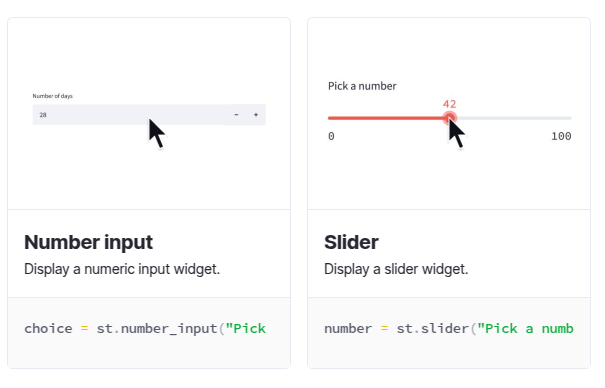 Number of days
28 - +
Number input
Display a numeric input widget.
choice = st.number_input("Pick
Pick a number
42
0 100
Slider
Display a slider widget.
number = st.slider("Pick a numb